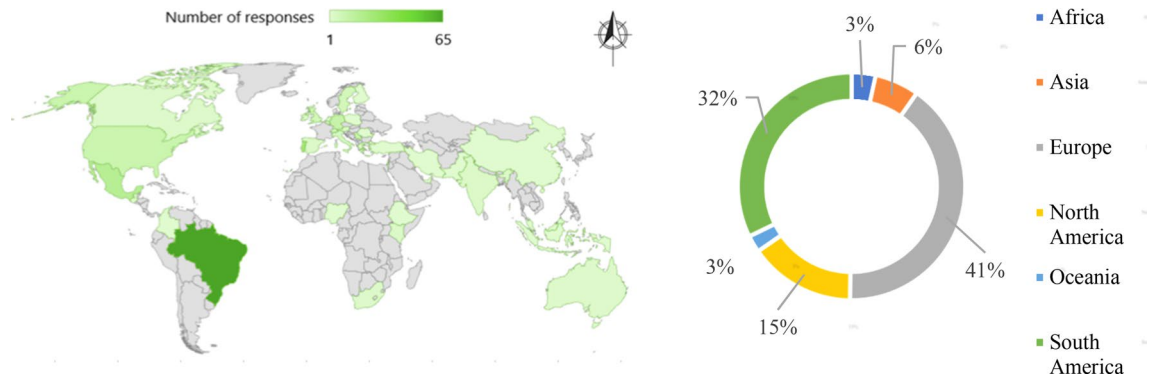 Number of responses
1 65
3%
6%
32%
41%
3%
15%
Africa
Asia
Europe
North
America
Oceania
South
America